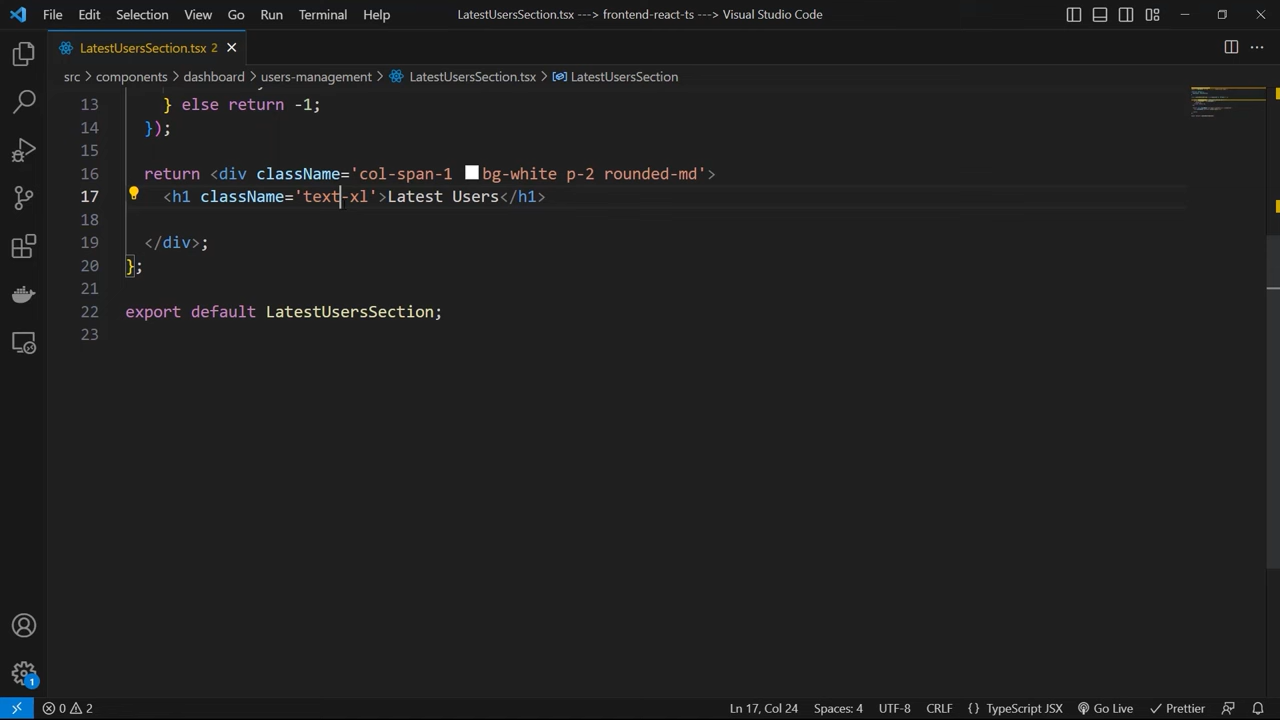 File Edit Selection View Go Run Terminal Help LatestUsersSection.tsx ---> frontend-react-ts ---> Visual Studio Code
LatestUsersSection.tsx 2
src > components > dashboard > users-management > LatestUsersSection.tsx > LatestUsersSection
13 } else return -1;
14 });
15
16 return <div className='col-span-1 bg-white p-2 rounded-md'>
17 <h1 className='text-xl'>Latest Users</h1>
18
19 </div>;
20 };
21
22 export default LatestUsersSection;
23
1
0 2 Ln 17, Col 24 Spaces: 4 UTF-8 CRLF {} TypeScript JSX Go Live Prettier